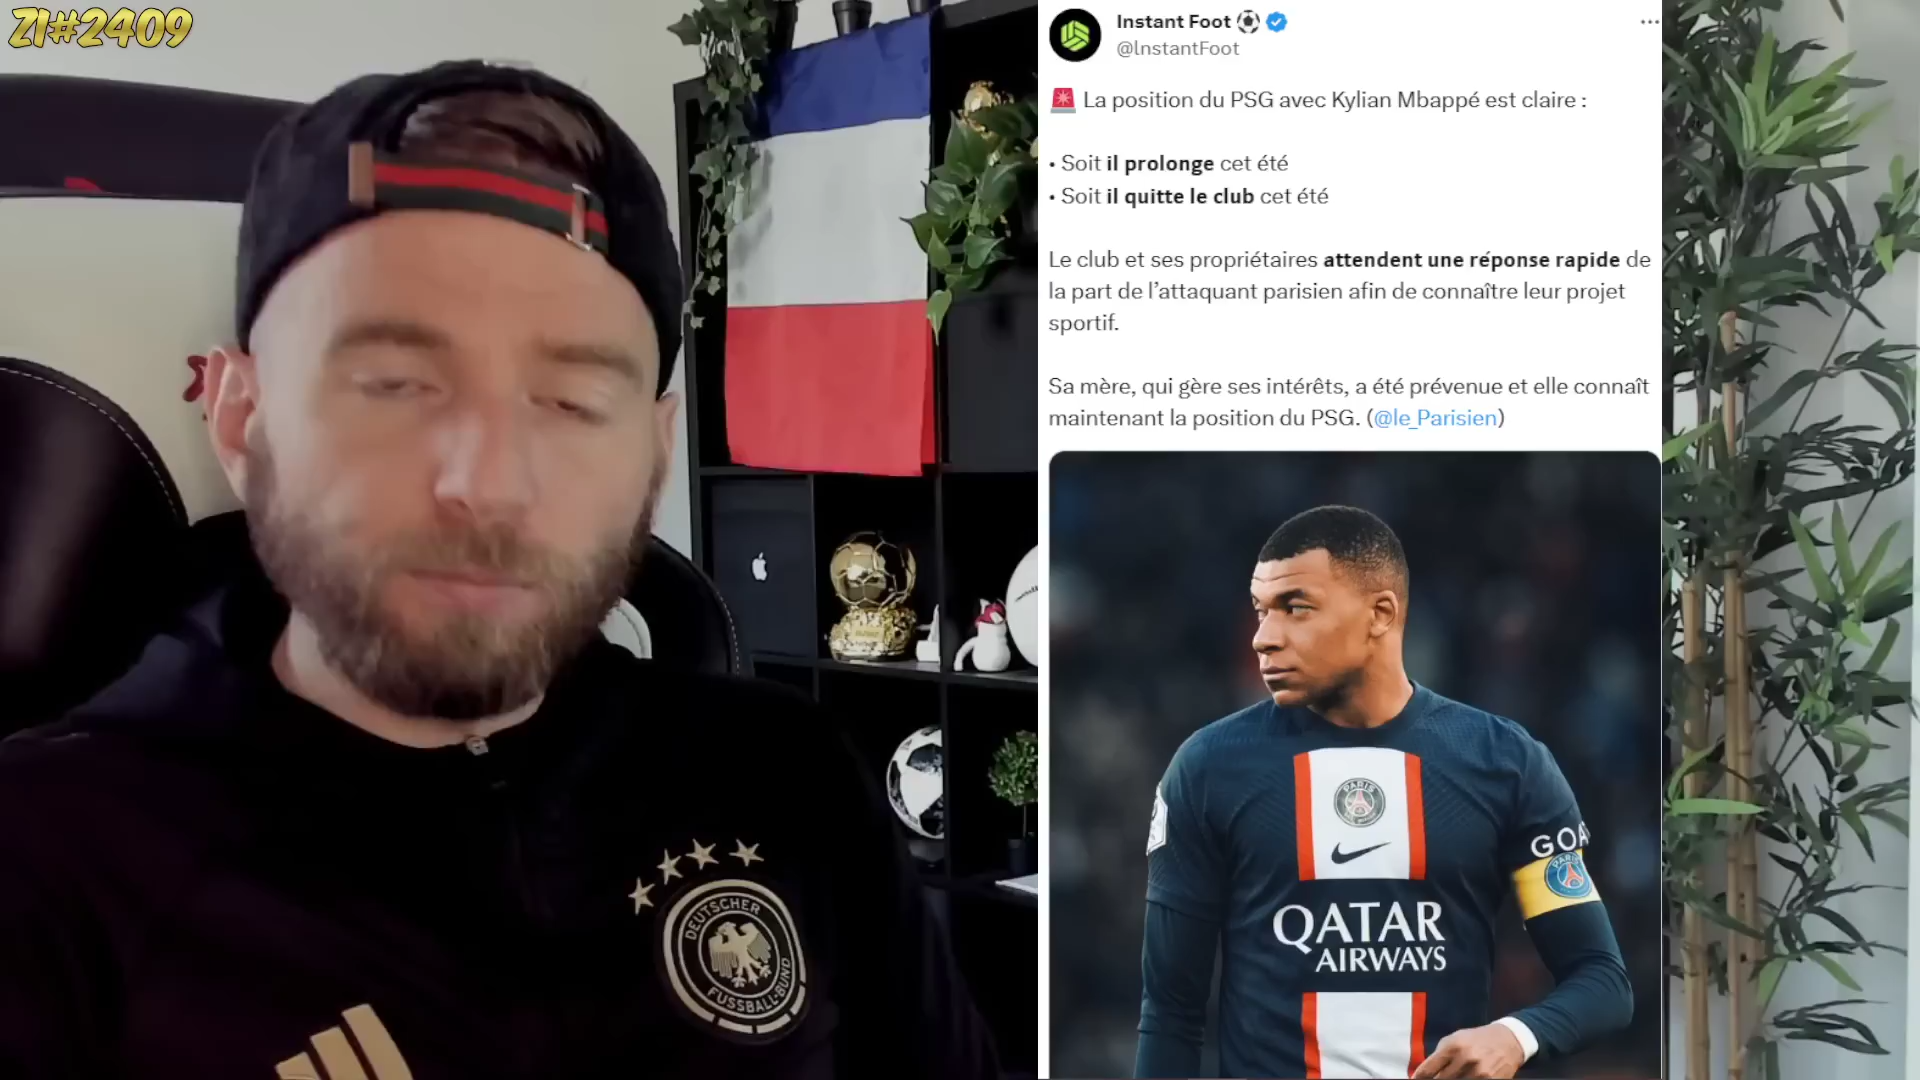 ZI#2409
Instant Foot
@lnstantFoot
La position du PSG avec Kylian Mbappé est claire :
• Soit il prolonge cet été
• Soit il quitte le club cet été
Le club et ses propriétaires attendent une réponse rapide de
la part de l'attaquant parisien afin de connaître leur projet
sportif.
Sa mère, qui gère ses intérêts, a été prévenue et elle connaît
maintenant la position du PSG. (@le_Parisien)
PARIS
GOA
PARIS
QATAR
AIRWAYS
DEUTSCHER
FUSSBALL-BUND